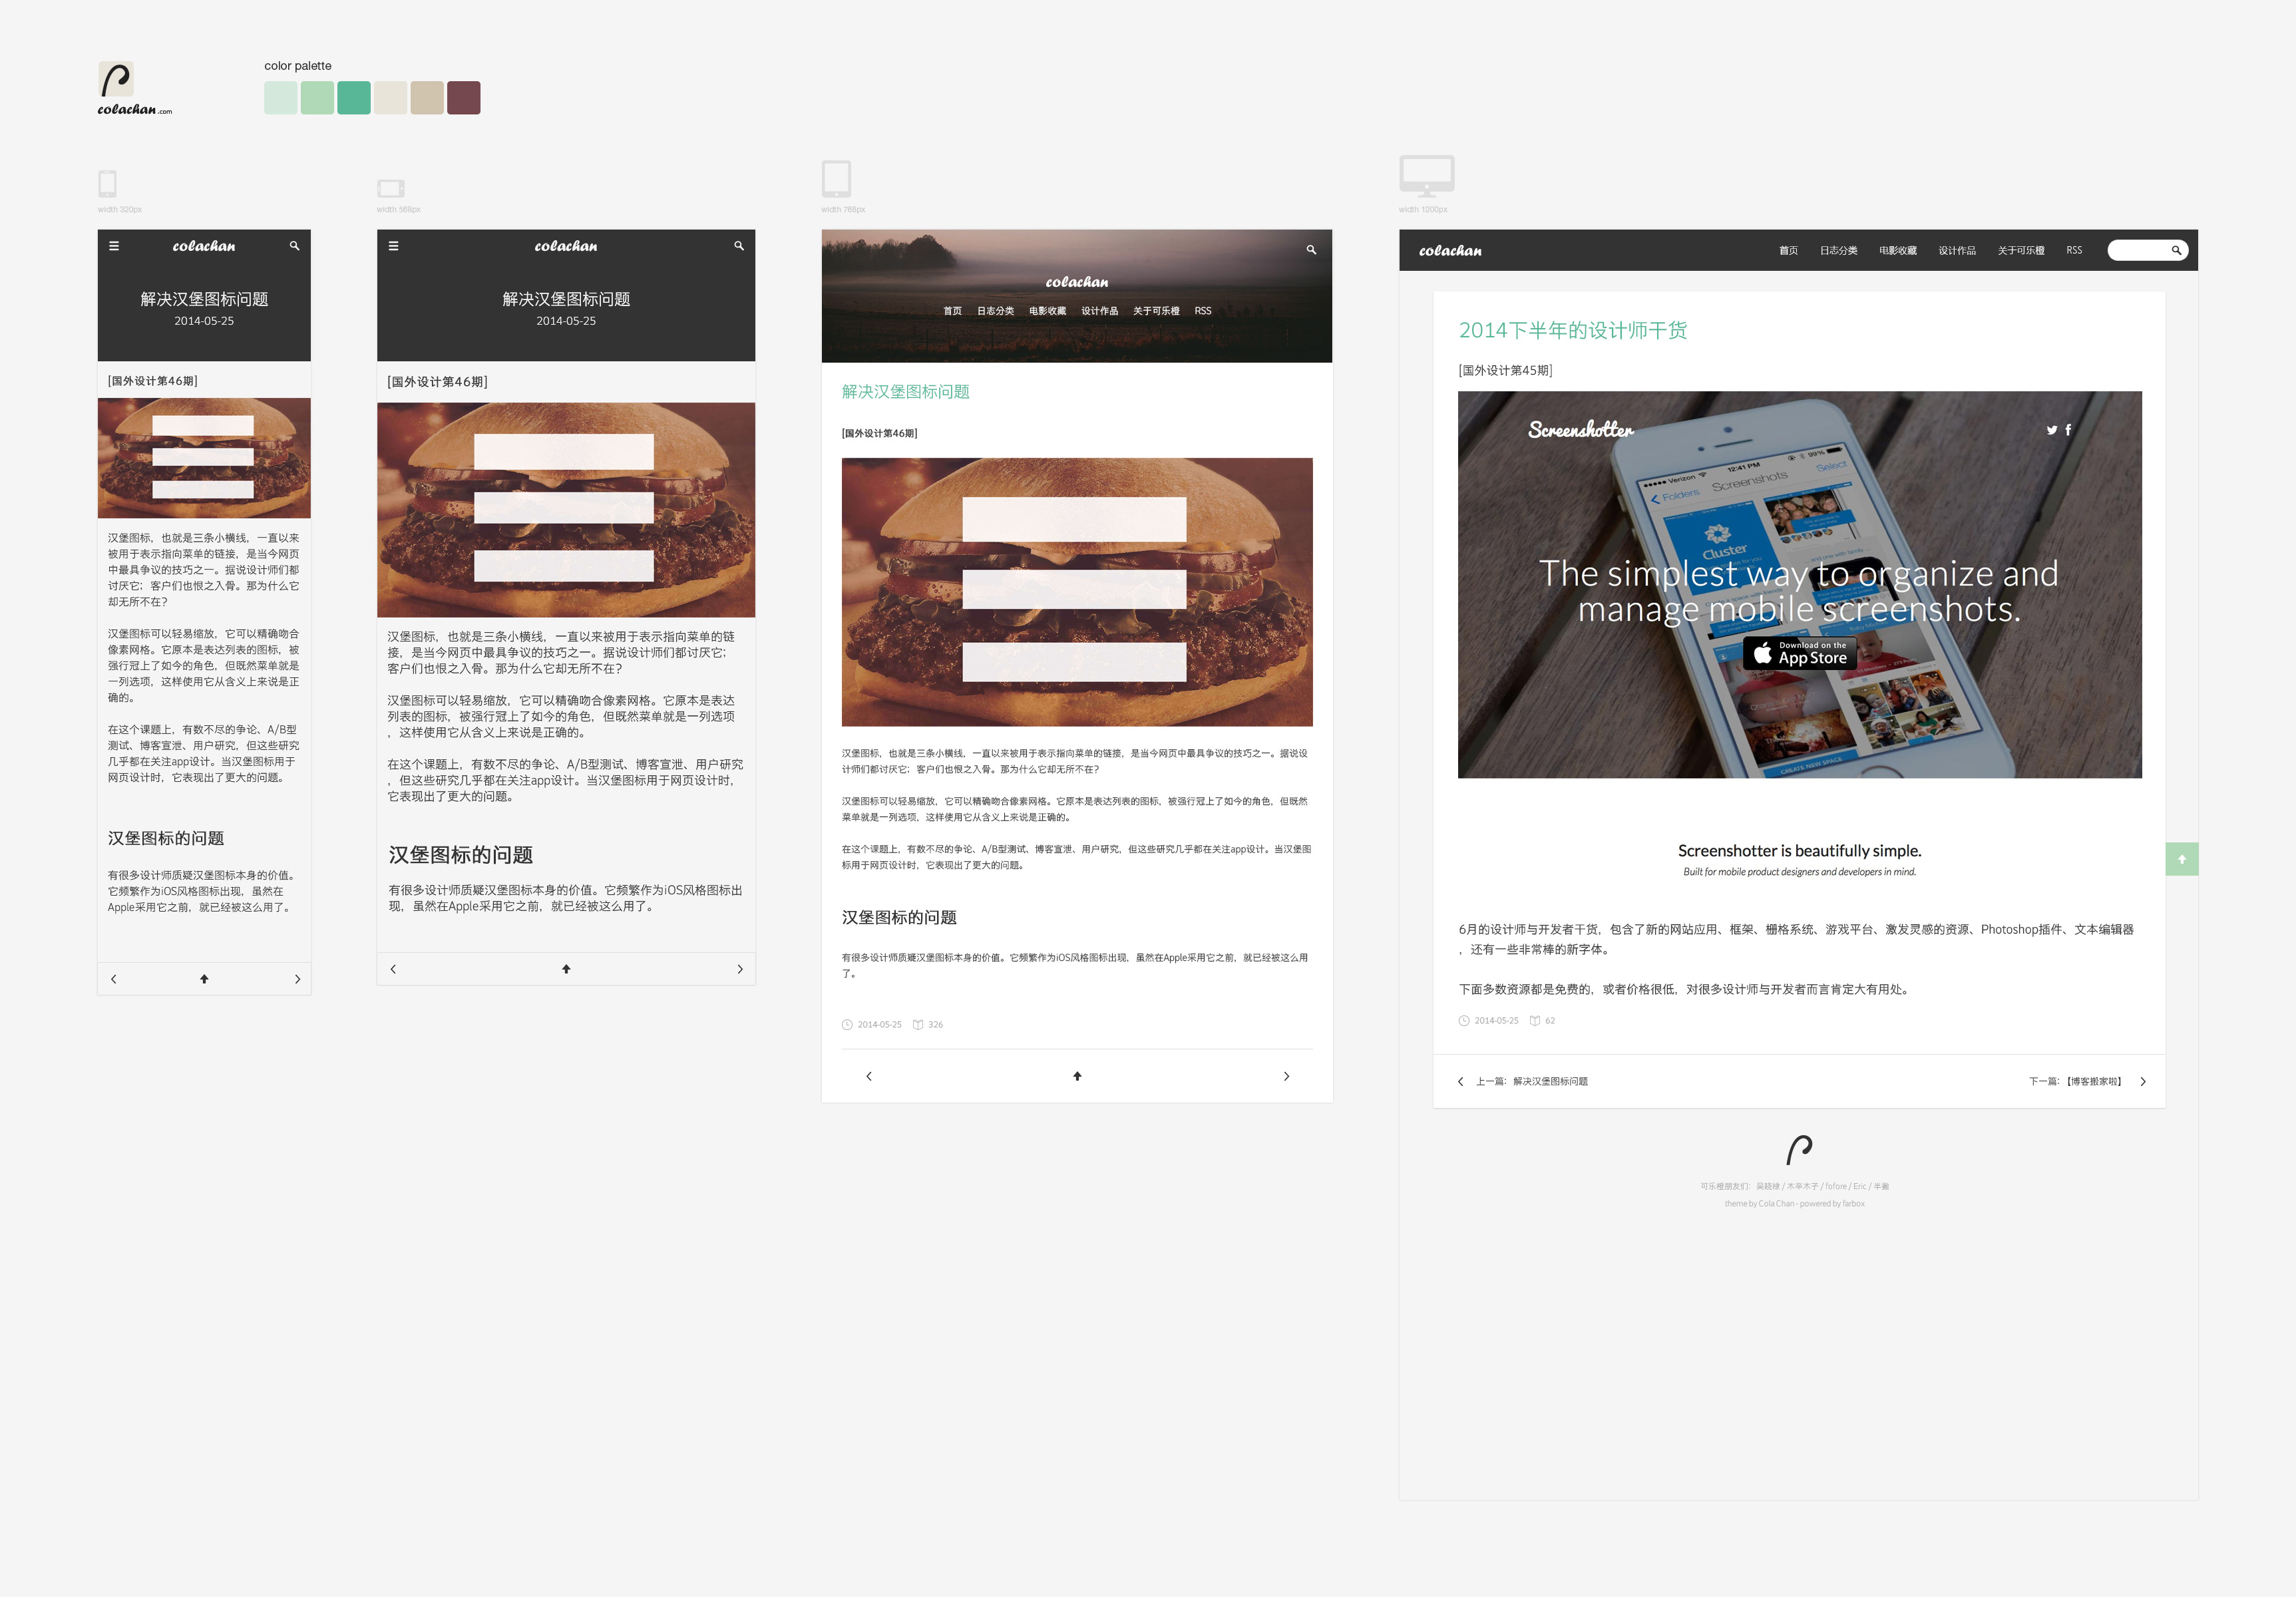 colachan.com
color palette
width 320px
colachan
解决汉堡图标问题
2014-05-25
[国外设计第46期]
汉堡图标，也就是三条小横线，一直以来
被用于表示指向菜单的链接，是当今网页
中最具争议的技巧之一。据说设计师们都
讨厌它；客户们也恨之入骨。那为什么它
却无所不在？
汉堡图标可以轻易缩放，它可以精确吻合
像素网格。它原本是表达列表的图标，被
强行冠上了如今的角色，但既然菜单就是
一列选项，这样使用它从含义上来说是正
确的。
在这个课题上，有数不尽的争论、A/B型
测试、博客宣泄、用户研究，但这些研究
几乎都在关注app设计。当汉堡图标用于
网页设计时，它表现出了更大的问题。
汉堡图标的问题
有很多设计师质疑汉堡图标本身的价值。
它频繁作为iOS风格图标出现，虽然在
Apple采用它之前，就已经被这么用了。
width 568px
colachan
解决汉堡图标问题
2014-05-25
[国外设计第46期]
汉堡图标，也就是三条小横线，一直以来被用于表示指向菜单的链
接，是当今网页中最具争议的技巧之一。据说设计师们都讨厌它；
客户们也恨之入骨。那为什么它却无所不在？
汉堡图标可以轻易缩放，它可以精确吻合像素网格。它原本是表达
列表的图标，被强行冠上了如今的角色，但既然菜单就是一列选项
，这样使用它从含义上来说是正确的。
在这个课题上，有数不尽的争论、A/B型测试、博客宣泄、用户研究
，但这些研究几乎都在关注app设计。当汉堡图标用于网页设计时，
它表现出了更大的问题。
汉堡图标的问题
有很多设计师质疑汉堡图标本身的价值。它频繁作为iOS风格图标出
现，虽然在Apple采用它之前，就已经被这么用了。
width 768px
colachan
首页 日志分类 电影收藏 设计作品 关于可乐橙 RSS
解决汉堡图标问题
[国外设计第46期]
汉堡图标，也就是三条小横线，一直以来被用于表示指向菜单的链接，是当今网页中最具争议的技巧之一。据说设
计师们都讨厌它；客户们也恨之入骨。那为什么它却无所不在？
汉堡图标可以轻易缩放，它可以精确吻合像素网格。它原本是表达列表的图标，被强行冠上了如今的角色，但既然
菜单就是一列选项，这样使用它从含义上来说是正确的。
在这个课题上，有数不尽的争论、A/B型测试、博客宣泄、用户研究，但这些研究几乎都在关注app设计。当汉堡图
标用于网页设计时，它表现出了更大的问题。
汉堡图标的问题
有很多设计师质疑汉堡图标本身的价值。它频繁作为iOS风格图标出现，虽然在Apple采用它之前，就已经被这么用
了。
2014-05-25 326
width 1200px
colachan 首页 日志分类 电影收藏 设计作品 关于可乐橙 RSS
2014下半年的设计师干货
[国外设计第45期]
Screenshotter
Verizon 12:41 PM 99%
Folders Screenshots Select
Cluster
The simplest way to organize and
manage mobile screenshots.
Download on the
App Store
CREATE NEW SPACE
Screenshotter is beautifully simple.
Built for mobile product designers and developers in mind.
6月的设计师与开发者干货，包含了新的网站应用、框架、栅格系统、游戏平台、激发灵感的资源、Photoshop插件、文本编辑器
，还有一些非常棒的新字体。
下面多数资源都是免费的，或者价格很低，对很多设计师与开发者而言肯定大有用处。
2014-05-25 62
上一篇：解决汉堡图标问题 下一篇：【博客搬家啦】
可乐橙朋友们： / 木卒木子 / fofore / Eric / 半撇
theme by Cola Chan - powered by farbox